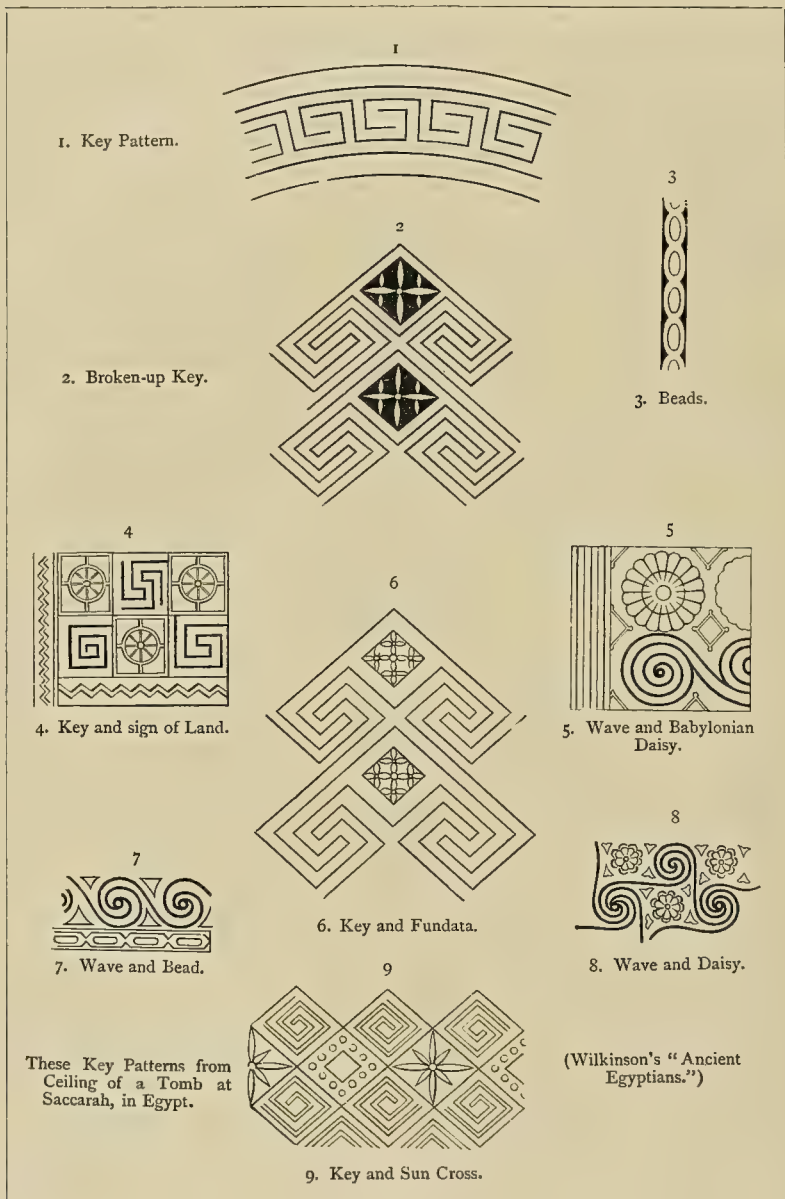 1
1. Key Pattern.
3
2
2. Broken-up Key.
3. Beads.
4
5
6
4. Key and sign of Land.
5. Wave and Babylonian
Daisy.
8
7
6. Key and Fundata.
7. Wave and Bead.
8. Wave and Daisy.
9
These Key Patterns from
Ceiling of a Tomb at
Saccarah, in Egypt.
(Wilkinson's "Ancient
Egyptians.")
9. Key and Sun Cross.